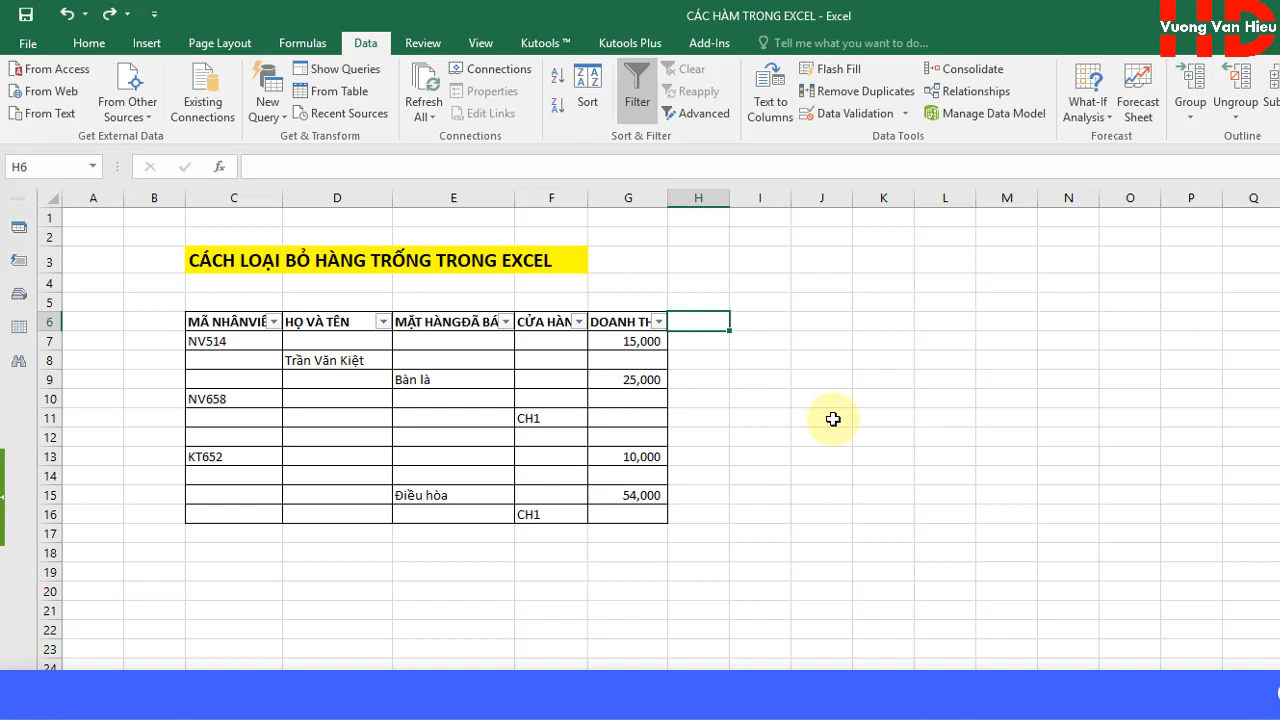 CÁC HÀM TRONG EXCEL - Excel
Vuong Van Hieu
HD
File Home Insert Page Layout Formulas Data Review View Kutools ™ Kutools Plus Add-Ins Tell me what you want to do...
From Access
From Web
From Text
From Other Sources
Existing Connections
Get External Data
New Query
Show Queries
From Table
Recent Sources
Get & Transform
Refresh All
Connections
Properties
Edit Links
Connections
Sort
Filter
Clear
Reapply
Advanced
Sort & Filter
Text to Columns
Flash Fill
Remove Duplicates
Data Validation
Consolidate
Relationships
Manage Data Model
Data Tools
What-If Analysis
Forecast Sheet
Forecast
Group
Ungroup
Outline
H6 fx
A B C D E F G H I J K L M N O P Q
1
2
3 CÁCH LOẠI BỎ HÀNG TRỐNG TRONG EXCEL
4
5
6 MÃ NHÂNVIÊ HỌ VÀ TÊN MẶT HÀNGĐÃ BÁ CỬA HÀN DOANH TH
7 NV514 15,000
8 Trần Văn Kiệt
9 Bàn là 25,000
10 NV658
11 CH1
12
13 KT652 10,000
14
15 Điều hòa 54,000
16 CH1
17
18
19
20
21
22
23
24